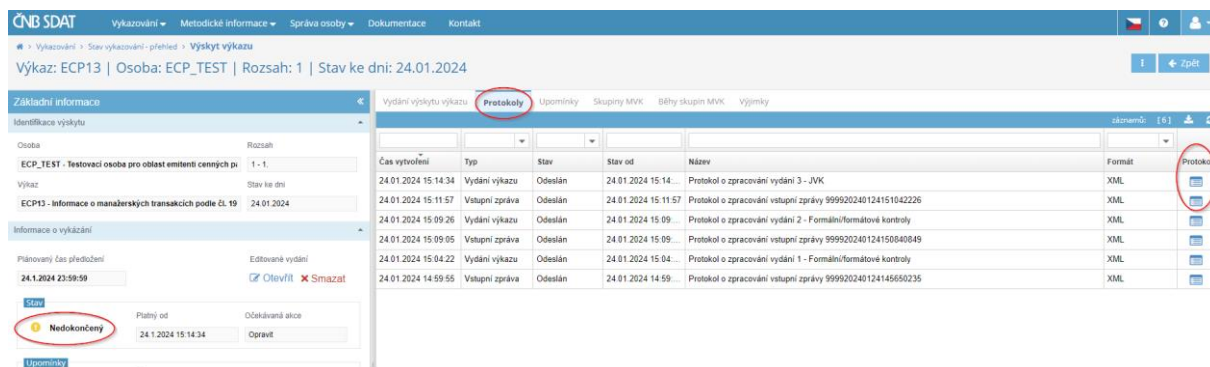 ČNB SDAT Vykazování Metodické informace Správa osoby Dokumentace Kontakt
Vykazování > Stav vykazování - přehled > Výskyt výkazu
Výkaz: ECP13 | Osoba: ECP_TEST | Rozsah: 1 | Stav ke dni: 24.01.2024
Zpět
Základní informace
Vydání výskytu výkazu Protokoly Upomínky Skupiny MVK Běhy skupin MVK Výjimky
Identifikace výskytu
záznamů: [6]
Osoba Rozsah
ECP_TEST - Testovací osoba pro oblast emitenti cenných p 1 - 1.
Výkaz Stav ke dni
ECP13 - Informace o manažerských transakcích podle čl. 19 24.01.2024
Informace o vykázání
Plánovaný čas předložení Editované vydání
24.1.2024 23:59:59 Otevřít Smazat
Stav
Platný od Očekávaná akce
Nedokončený 24.1.2024 15:14:34 Opravit
Upomínky
Čas vytvoření Typ Stav Stav od Název Formát Protoko
24.01.2024 15:14:34 Vydání výkazu Odeslán 24.01.2024 15:14:... Protokol o zpracování vydání 3 - JVK XML
24.01.2024 15:11:57 Vstupní zpráva Odeslán 24.01.2024 15:11:57 Protokol o zpracování vstupní zprávy 999920240124151042226 XML
24.01.2024 15:09:26 Vydání výkazu Odeslán 24.01.2024 15:09:... Protokol o zpracování vydání 2 - Formální/formátové kontroly XML
24.01.2024 15:09:05 Vstupní zpráva Odeslán 24.01.2024 15:09:... Protokol o zpracování vstupní zprávy 999920240124150840849 XML
24.01.2024 15:04:22 Vydání výkazu Odeslán 24.01.2024 15:04:... Protokol o zpracování vydání 1 - Formální/formátové kontroly XML
24.01.2024 14:59:55 Vstupní zpráva Odeslán 24.01.2024 14:59:... Protokol o zpracování vstupní zprávy 999920240124145650235 XML